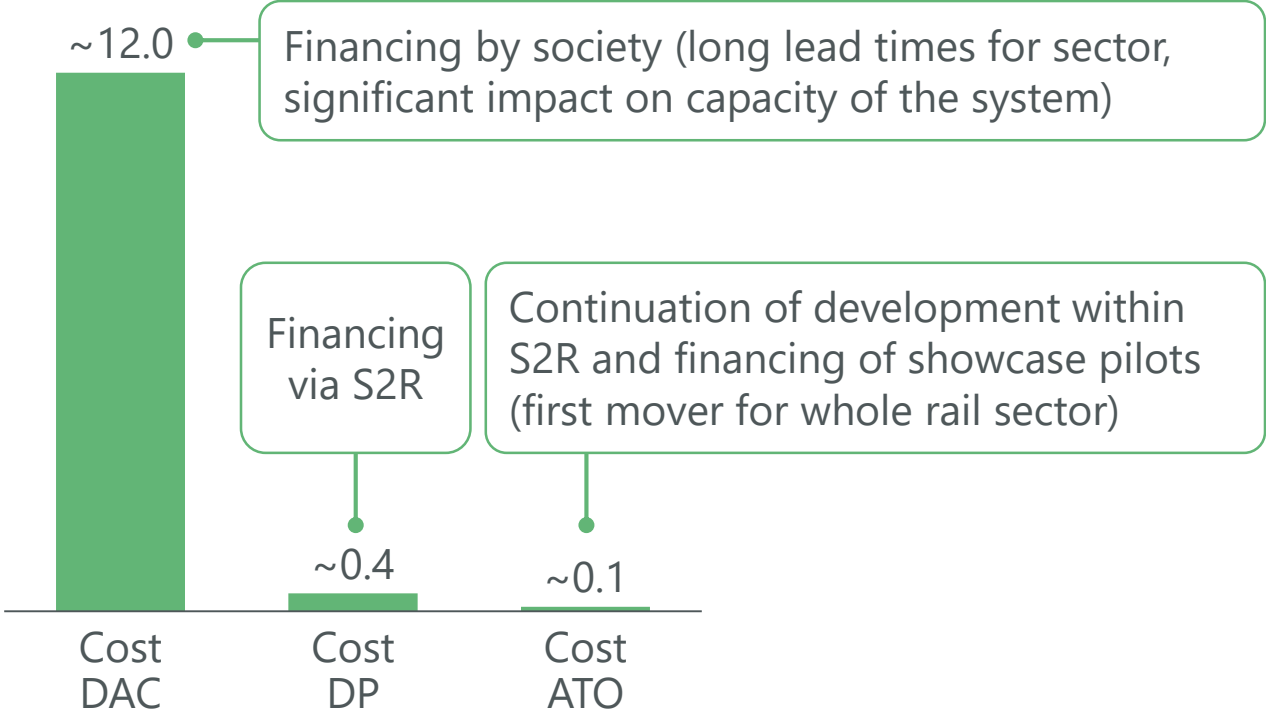 ~12.0
Financing by society (long lead times for sector,
significant impact on capacity of the system)
Financing
via S2R
Continuation of development within
S2R and financing of showcase pilots
(first mover for whole rail sector)
~0.4
~0.1
Cost
DAC
Cost
DP
Cost
ATO